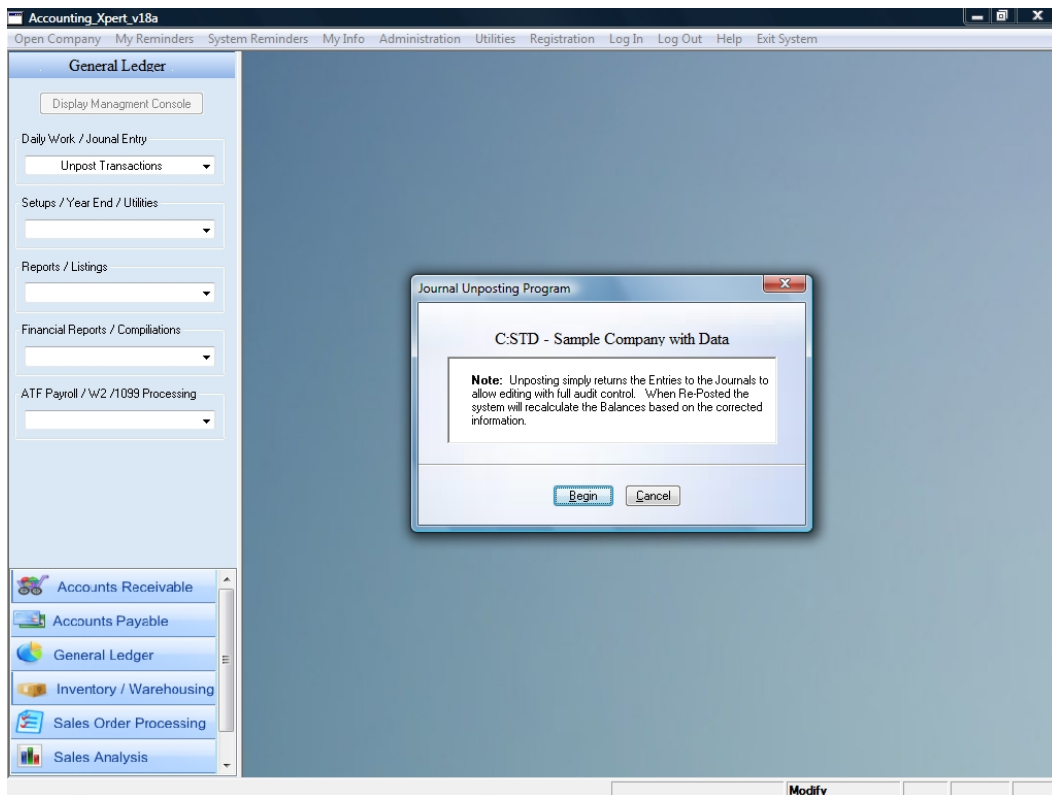 Accounting_Xpert_v18a
Open Company My Reminders System Reminders My Info Administration Utilities Registration Log In Log Out Help Exit System
General Ledger
Display Managment Console
Daily Work / Jounal Entry
Unpost Transactions
Setups / Year End / Utilities
Reports / Listings
Financial Reports / Compiliations
ATF Payroll / W2 /1099 Processing
Journal Unposting Program
C:STD - Sample Company with Data
Note: Unposting simply returns the Entries to the Journals to
allow editing with full audit control. When Re-Posted the
system will recalculate the Balances based on the corrected
information.
Begin Cancel
Accounts Receivable
Accounts Payable
General Ledger
Inventory / Warehousing
Sales Order Processing
Sales Analysis
Modify